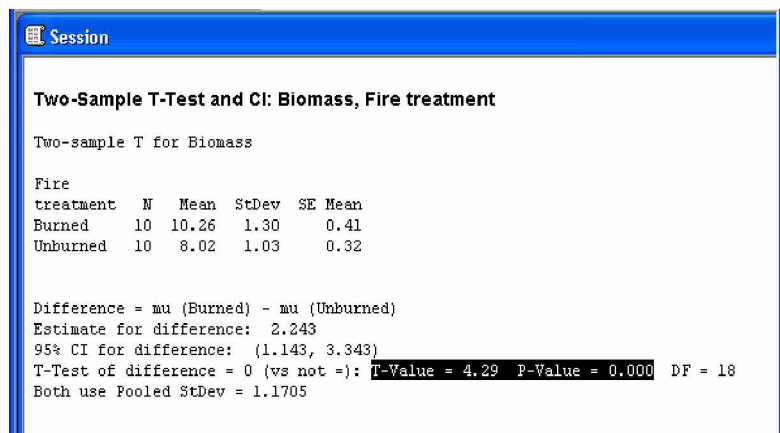 Session
Two-Sample T-Test and CI: Biomass, Fire treatment
Two-sample T for Biomass
Fire
treatment N Mean StDev SE Mean
Burned 10 10.26 1.30 0.41
Unburned 10 8.02 1.03 0.32
Difference = mu (Burned) - mu (Unburned)
Estimate for difference: 2.243
95% CI for difference: (1.143, 3.343)
T-Test of difference = 0 (vs not =): T-Value = 4.29 P-Value = 0.000 DF = 18
Both use Pooled StDev = 1.1705